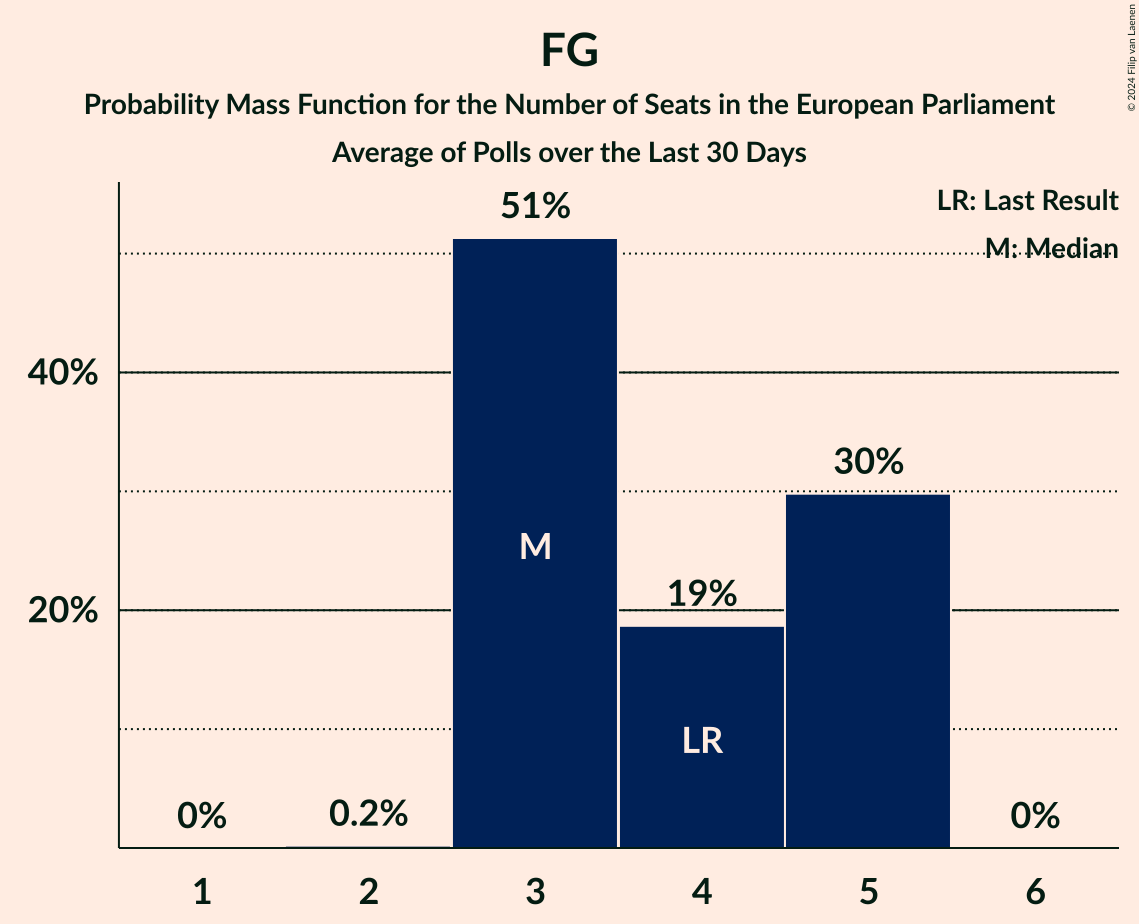 FG
Probability Mass Function for the Number of Seats in the European Parliament
Average of Polls over the Last 30 Days
© 2024 Filip van Laenen
LR: Last Result
M: Median
51%
40%
30%
M
19%
20%
LR
0%
0.2%
0%
1 2 3 4 5 6